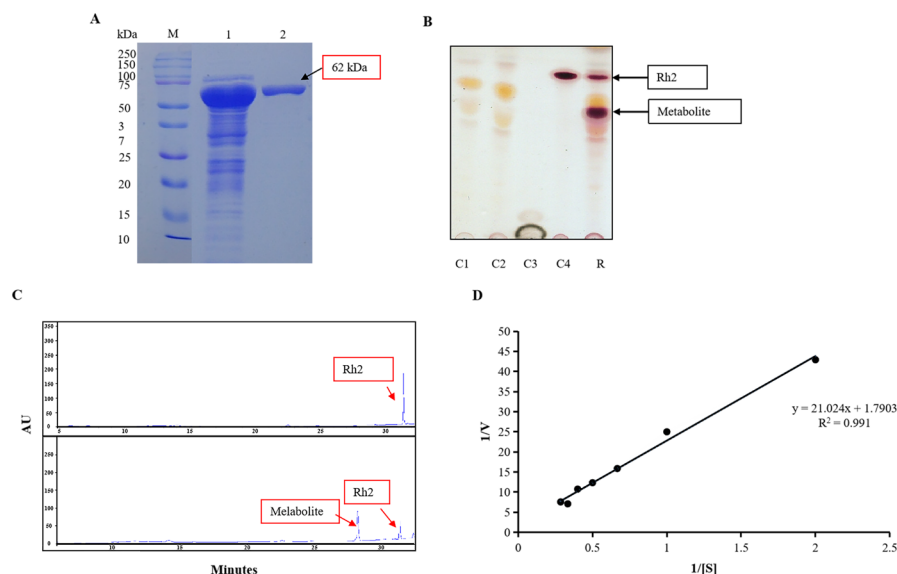 A
kDa M 1 2
250
150
100
75
50
3
7
25
20
15
10
62 kDa
B
Rh2
Metabolite
C1 C2 C3 C4 R
C
AU
350
300
250
200
150
100
50
0
5 10 15 20 25 30
Rh2
350
300
250
200
150
100
50
0
10 15 20 25 30
Melabolite
Rh2
Minutes
D
1/V
50
45
40
35
30
25
20
15
10
5
0
0 0.5 1 1.5 2 2.5
y = 21.024x + 1.7903
R² = 0.991
1/[S]